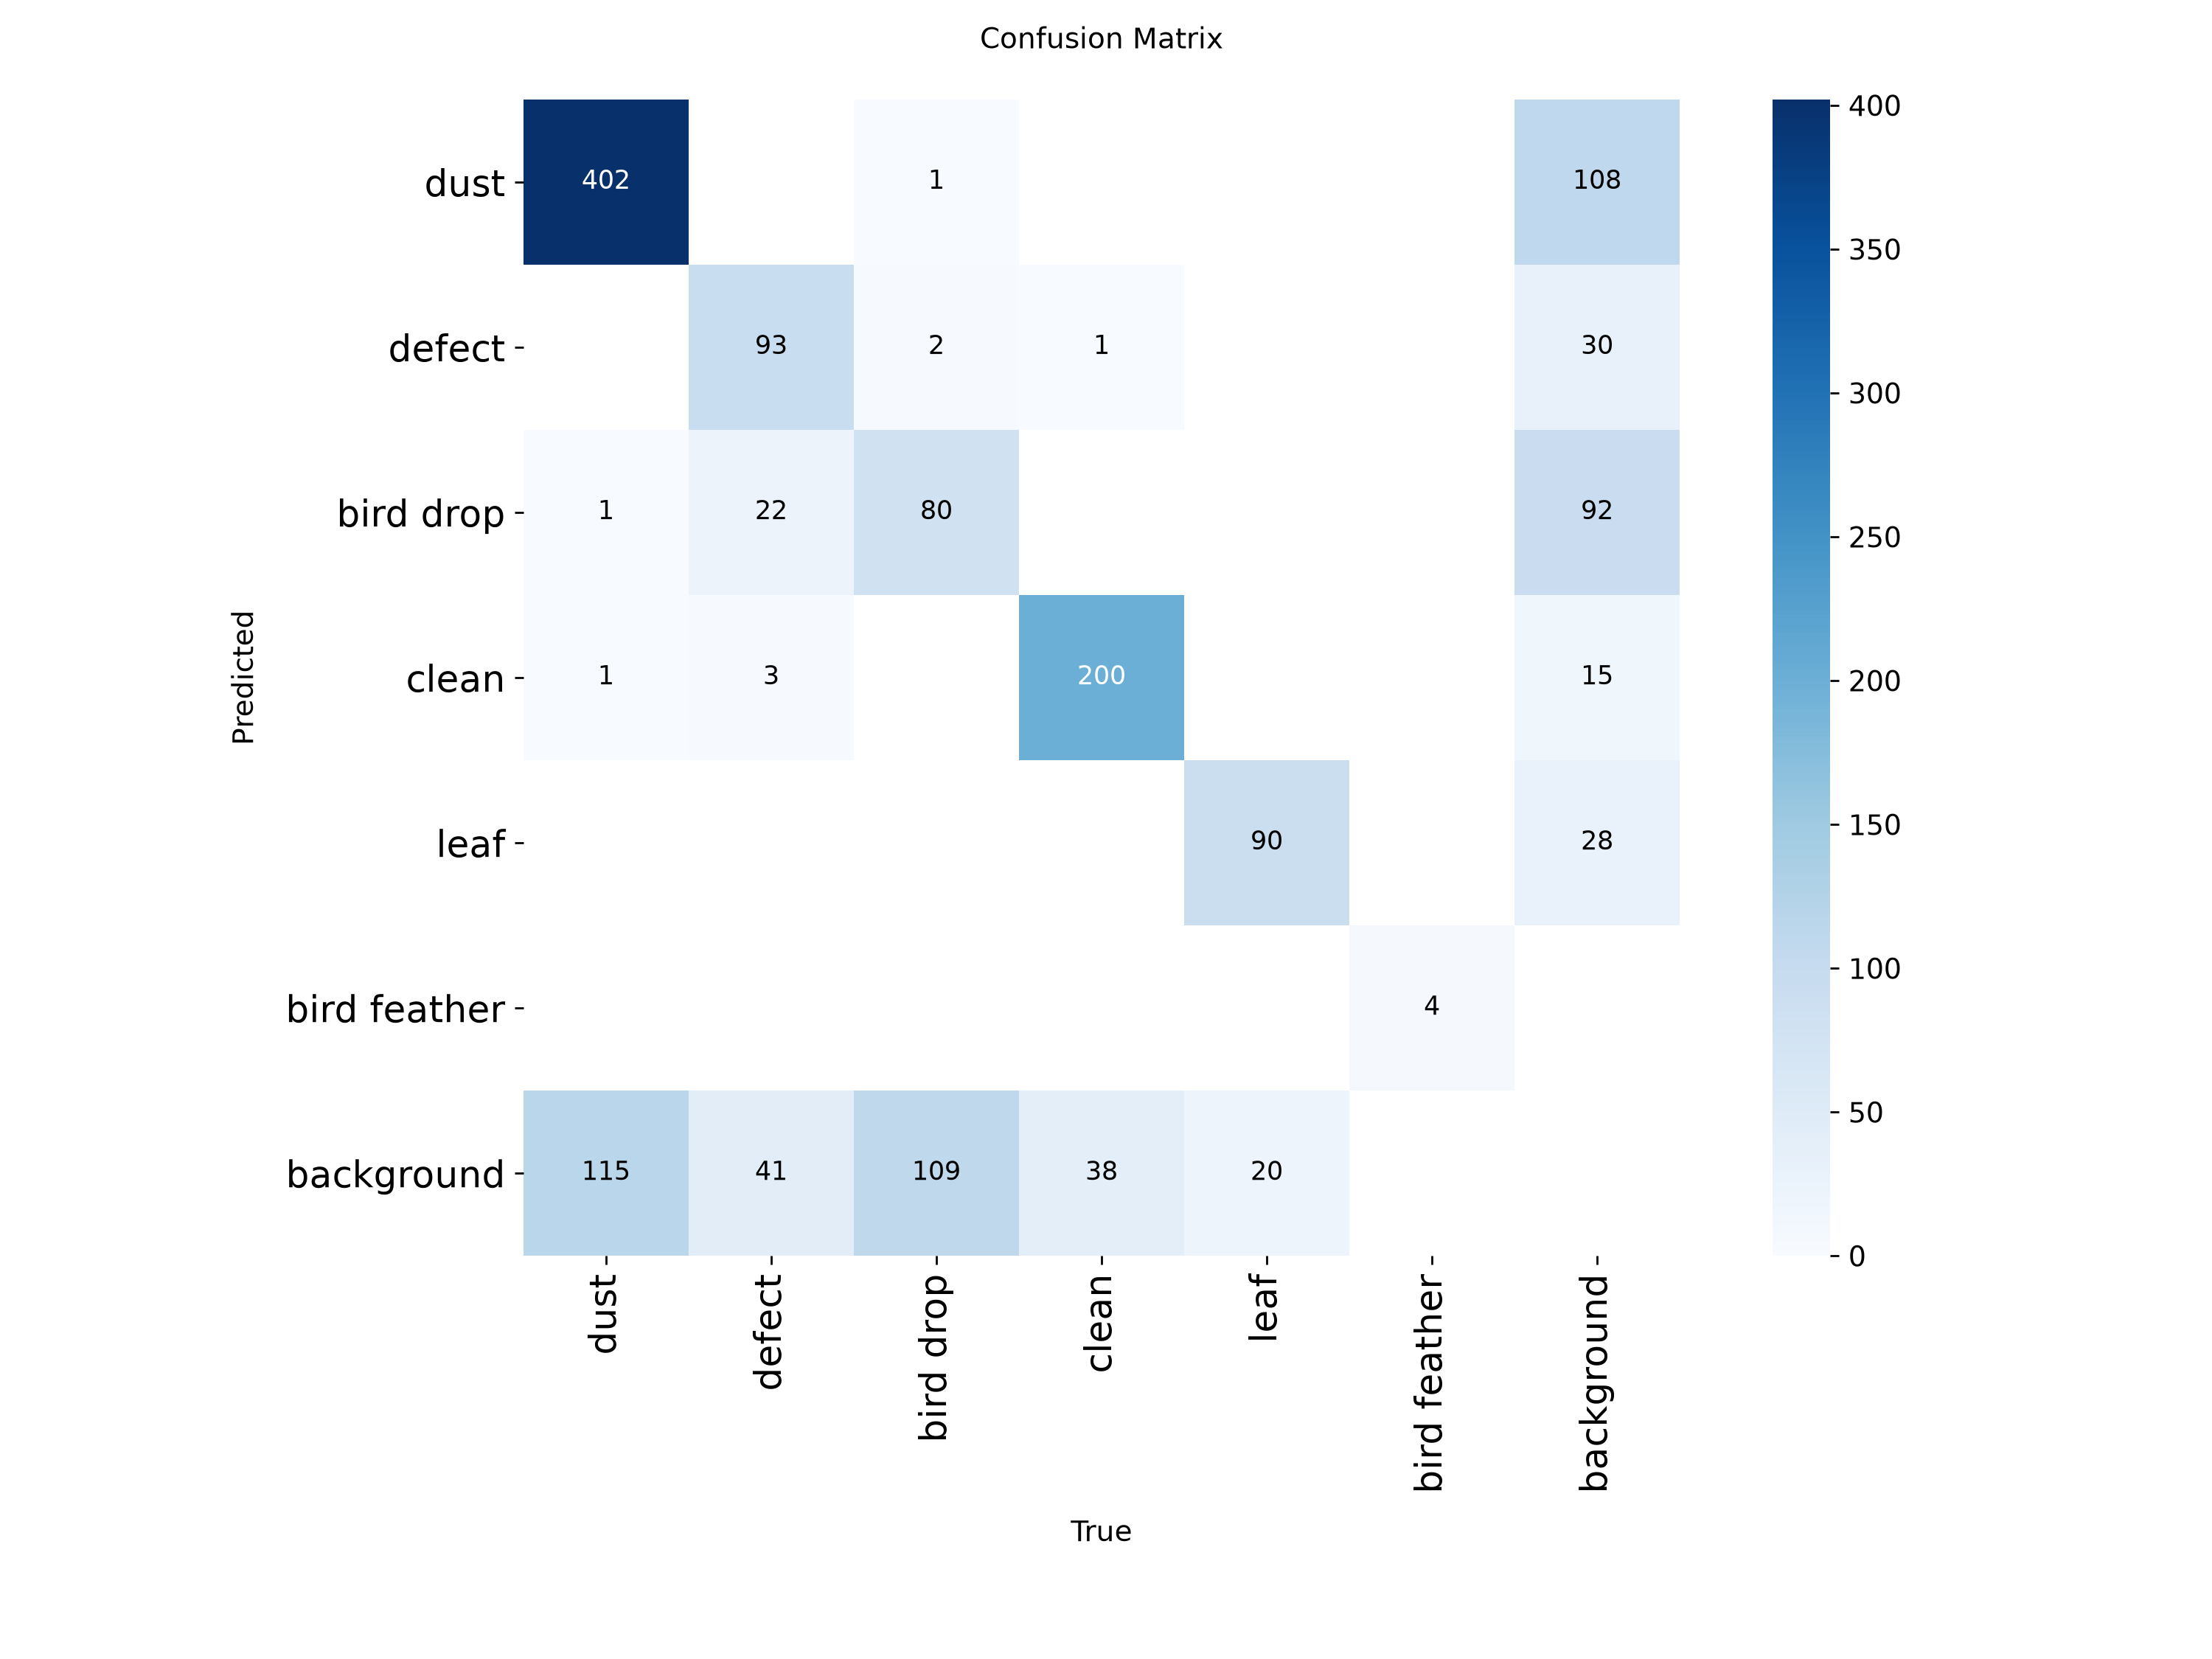 Confusion Matrix
dust 402 1 108
defect 93 2 1 30
bird drop 1 22 80 92
clean 1 3 200 15
leaf 90 28
bird feather 4
background 115 41 109 38 20
dust
defect
bird drop
clean
leaf
bird feather
background
Predicted
True
400
350
300
250
200
150
100
50
0